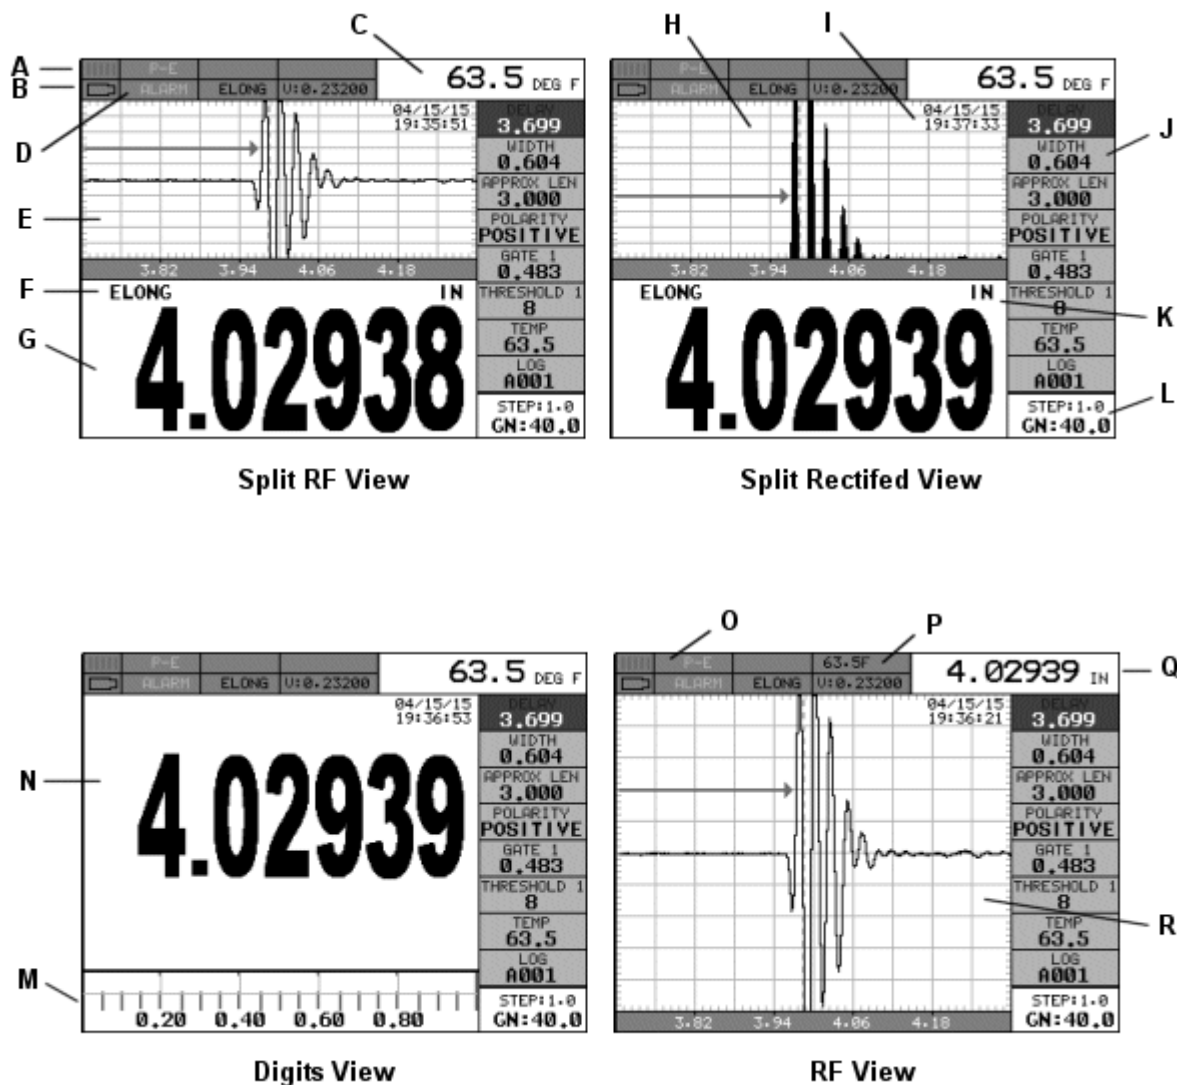 C
H
I
A
P-E
63.5 DEG F
P-E
63.5 DEG F
B
ALARM ELONG V:0.23200
ALARM ELONG V:0.23200
D
04/15/15
19:35:51
DELAY
3.699
WIDTH
0.604
APPROX LEN
3.000
POLARITY
POSITIVE
GATE 1
0.483
THRESHOLD 1
8
TEMP
63.5
LOG
A001
STEP:1.0
GN:40.0
E
3.82 3.94 4.06 4.18
F
ELONG IN
G
4.02938
04/15/15
19:37:33
DELAY
3.699
J
WIDTH
0.604
APPROX LEN
3.000
POLARITY
POSITIVE
GATE 1
0.483
THRESHOLD 1
8
K
TEMP
63.5
LOG
A001
L
STEP:1.0
GN:40.0
3.82 3.94 4.06 4.18
ELONG IN
4.02939
Split RF View
Split Rectifed View
O
P
P-E
63.5 DEG F
ALARM ELONG V:0.23200
04/15/15
19:36:53
N
4.02939
DELAY
3.699
WIDTH
0.604
APPROX LEN
3.000
POLARITY
POSITIVE
GATE 1
0.483
THRESHOLD 1
8
TEMP
63.5
LOG
A001
STEP:1.0
GN:40.0
M
0.20 0.40 0.60 0.80
P-E 63.5F
4.02939 IN
Q
ALARM ELONG V:0.23200
04/15/15
19:36:21
DELAY
3.699
WIDTH
0.604
APPROX LEN
3.000
POLARITY
POSITIVE
GATE 1
0.483
THRESHOLD 1
8
R
TEMP
63.5
LOG
A001
STEP:1.0
GN:40.0
3.82 3.94 4.06 4.18
Digits View
RF View